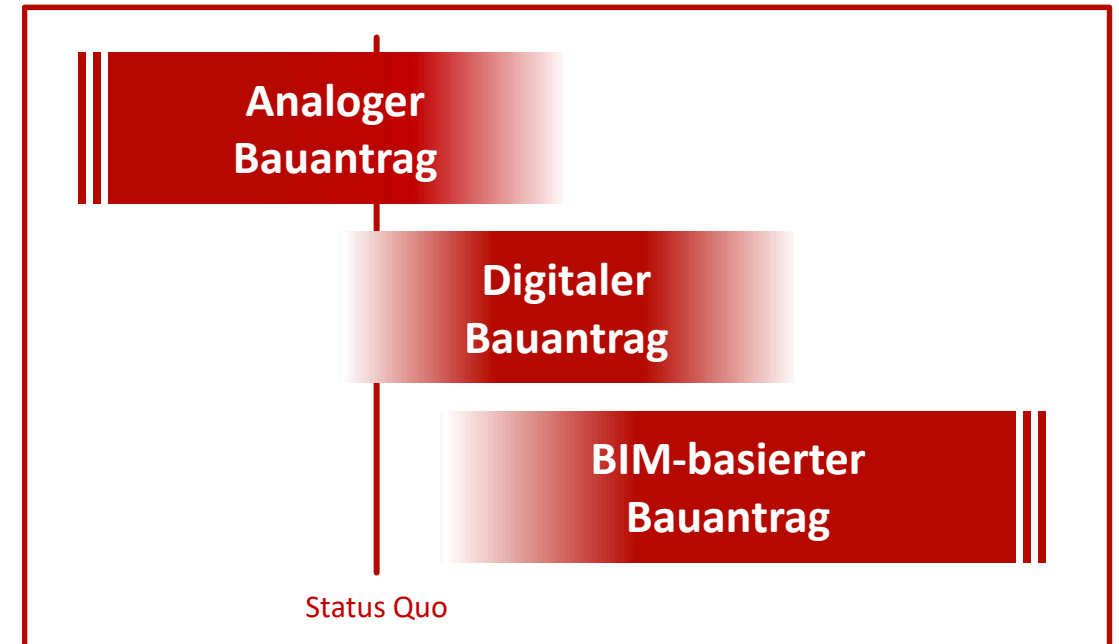 Analoger
Bauantrag
Digitaler
Bauantrag
BIM-basierter
Bauantrag
Status Quo